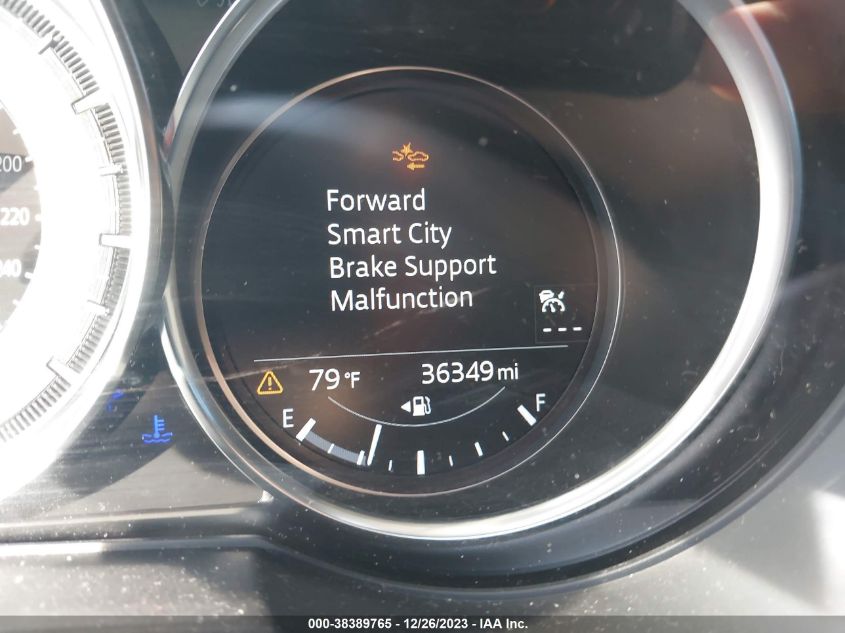 200
220
Forward
Smart City
Brake Support
Malfunction
---
79°F
36349 mi
E
F
000-38389765 - 12/26/2023 - IAA Inc.